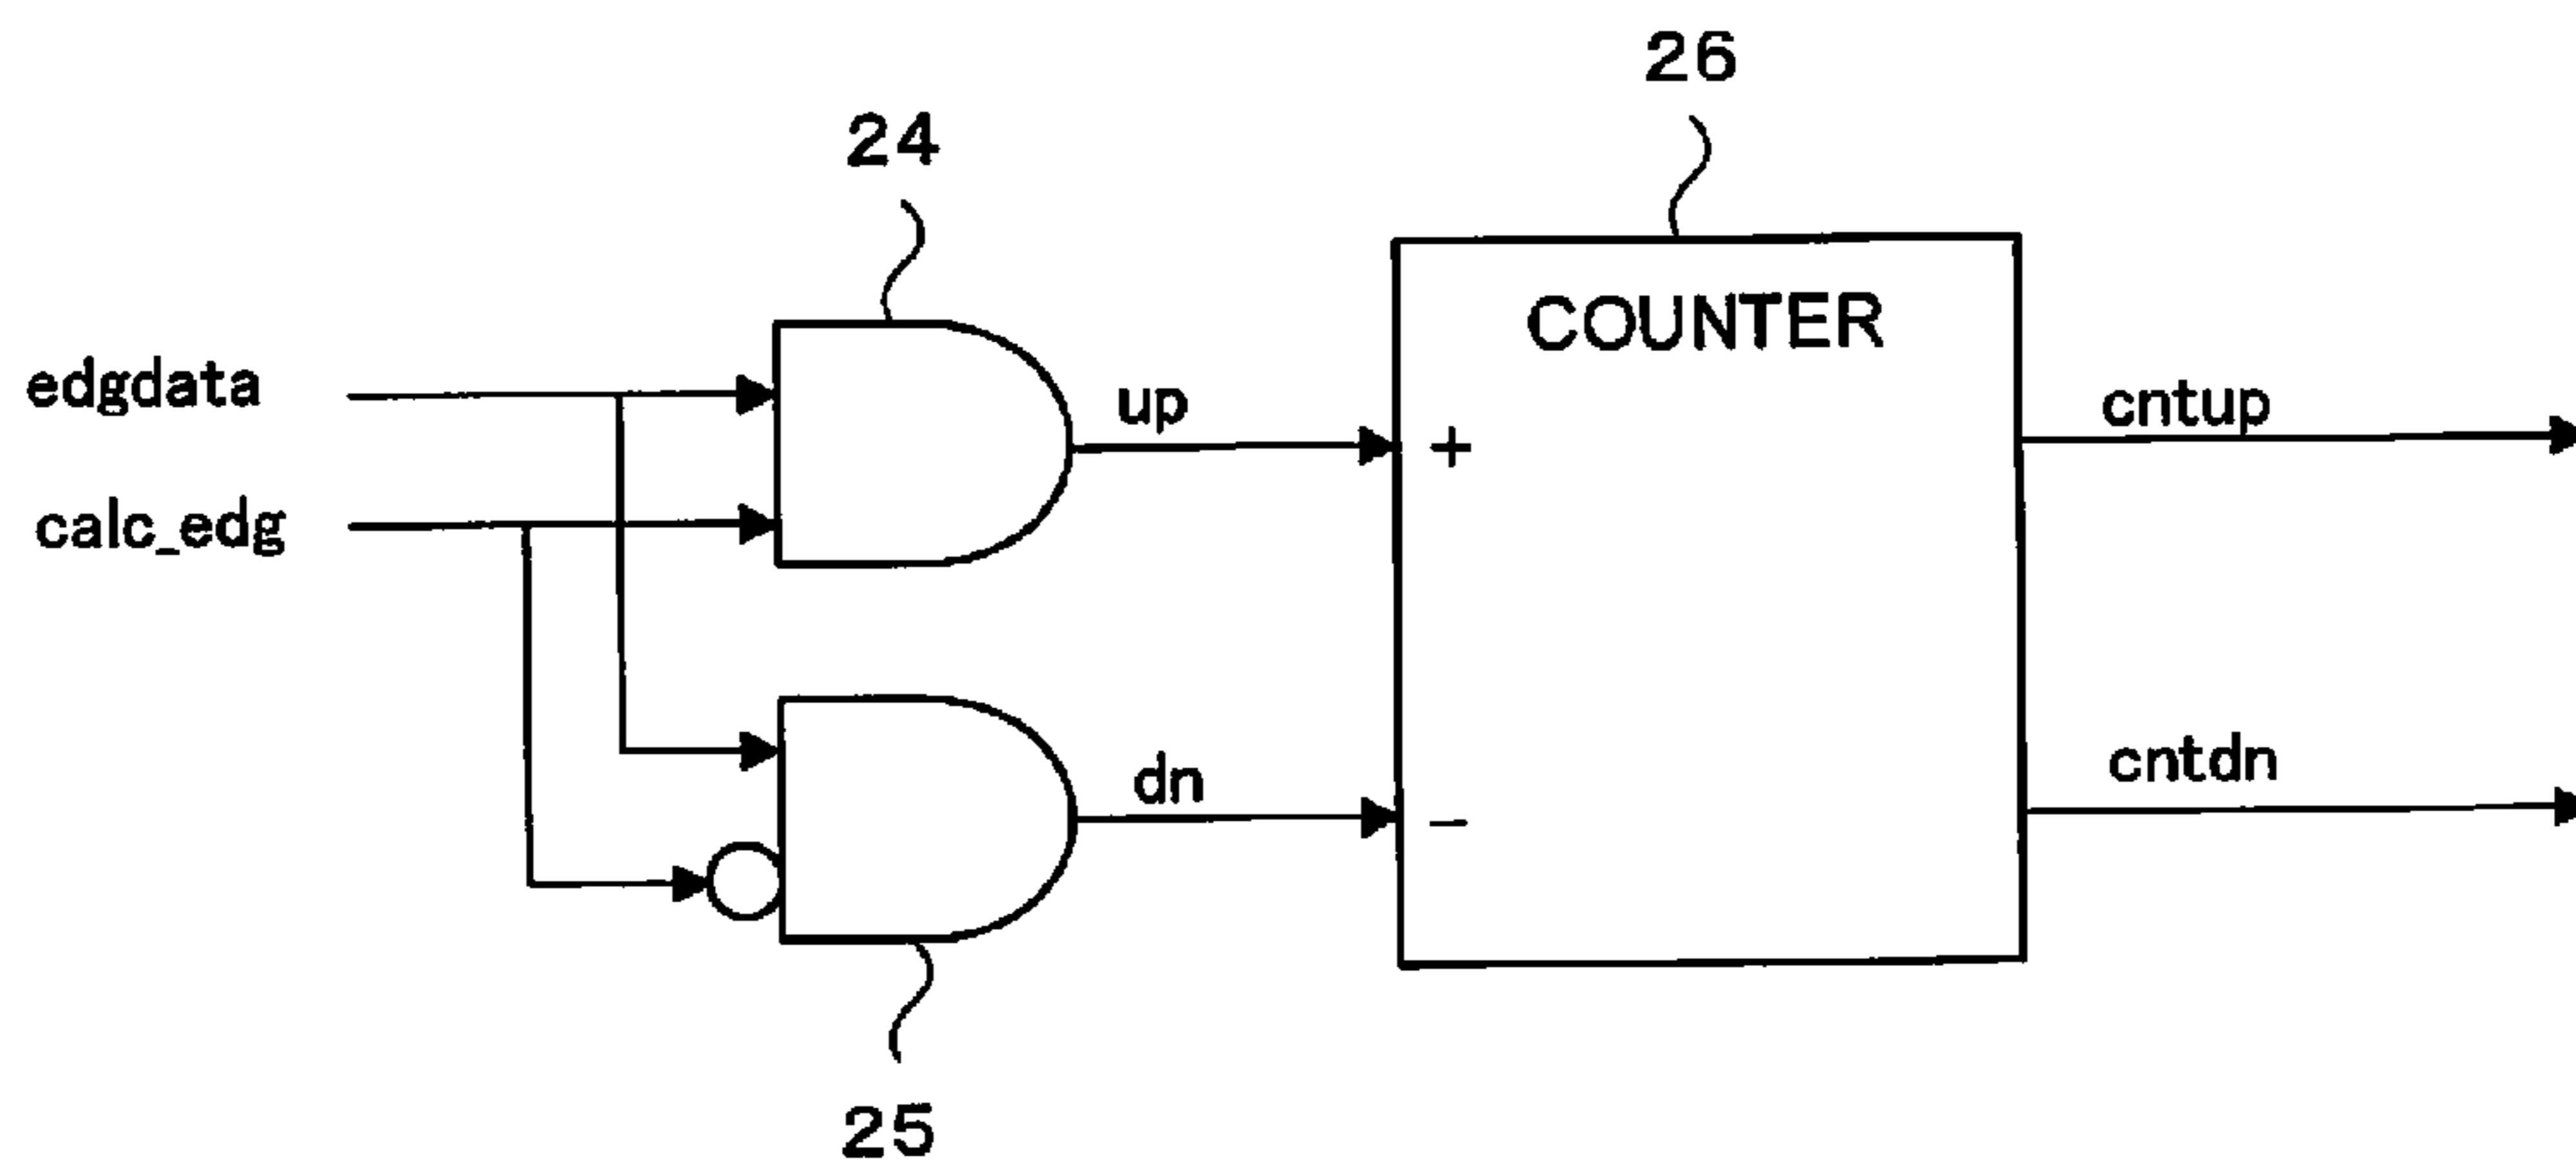 26
24
COUNTER
edgdata
up
+
cntup
calc_edg
dn
−
cntdn
25